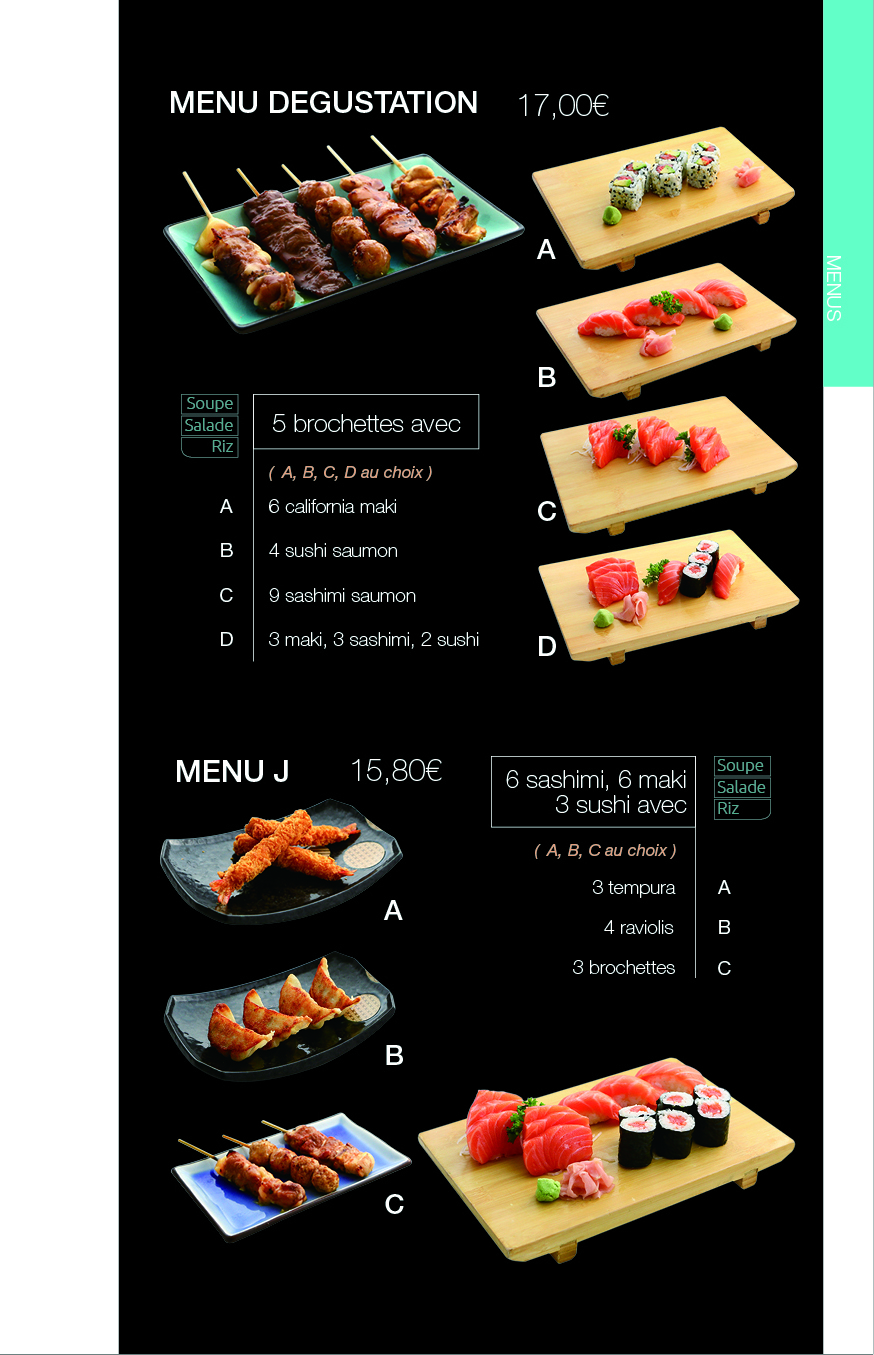 MENU DEGUSTATION 17,00€
A
B
C
D
MENUS
Soupe
Salade
Riz
5 brochettes avec
( A, B, C, D au choix )
A 6 california maki
B 4 sushi saumon
C 9 sashimi saumon
D 3 maki, 3 sashimi, 2 sushi
MENU J 15,80€
6 sashimi, 6 maki
3 sushi avec
Soupe
Salade
Riz
( A, B, C au choix )
3 tempura A
4 raviolis B
3 brochettes C
A
B
C